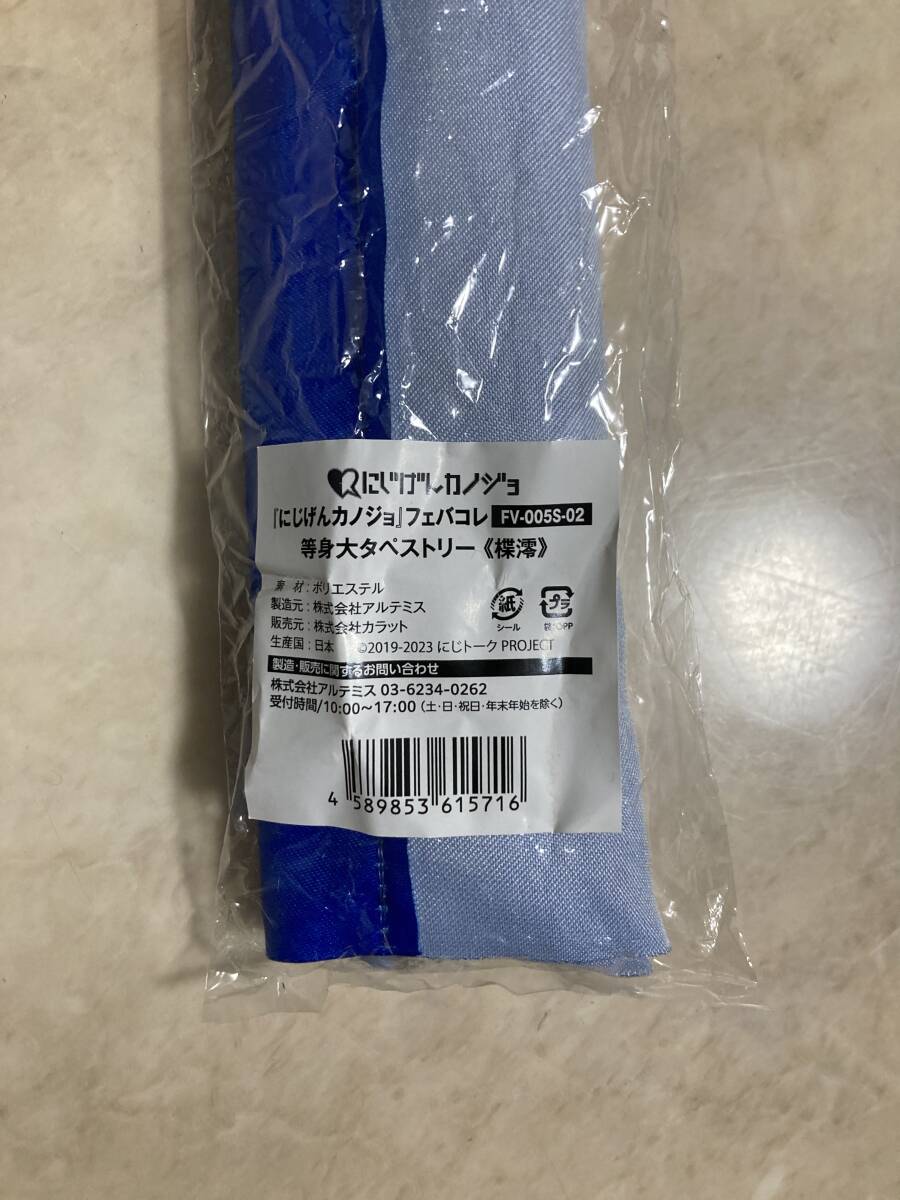 にじげんカノジョ
『にじげんカノジョ』フェバコレ FV-005S-02
等身大タペストリー《楪澪》
素 材：ポリエステル
製造元：株式会社アルテミス
販売元：株式会社カラット
生産国：日本 ©2019-2023 にじトーク PROJECT
紙
シール
プラ
袋：OPP
製造・販売に関するお問い合わせ
株式会社アルテミス 03-6234-0262
受付時間/10:00～17:00（土・日・祝日・年末年始を除く）
4 589853 615716